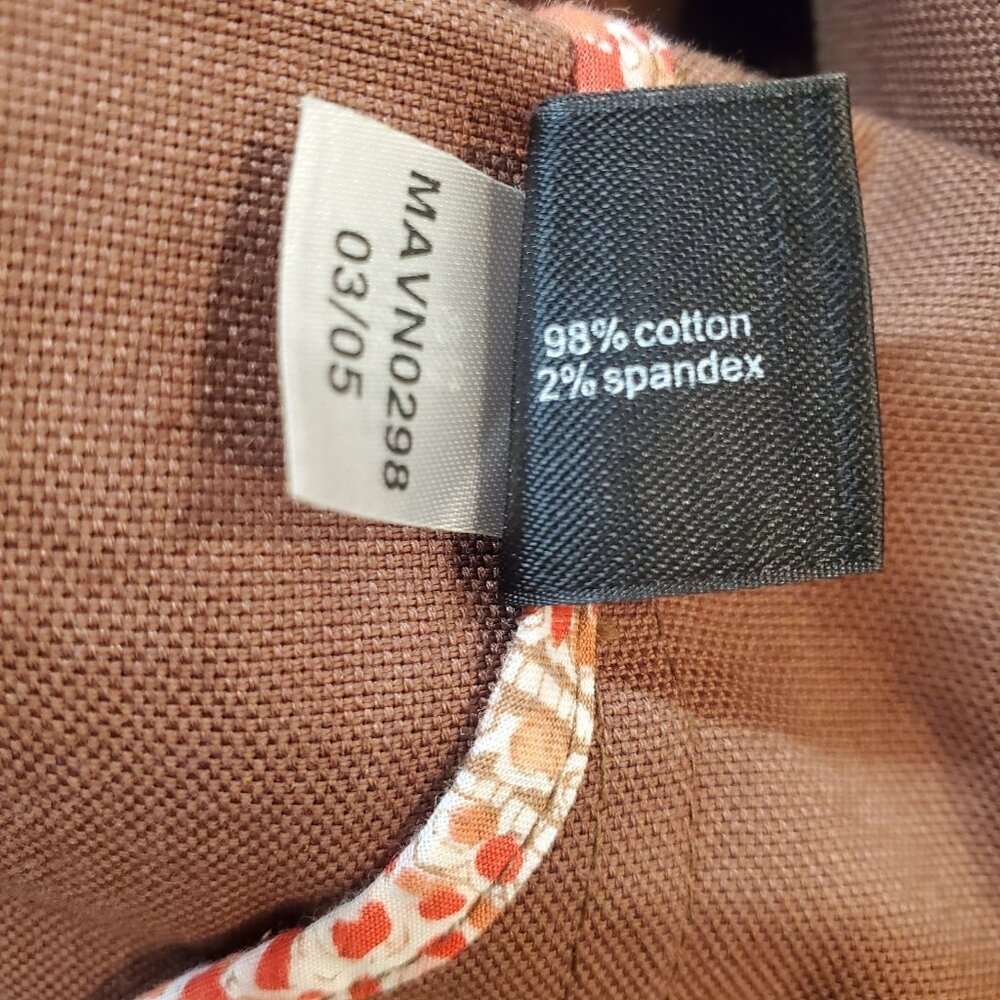 MAVN0298
03/05
98% cotton
2% spandex